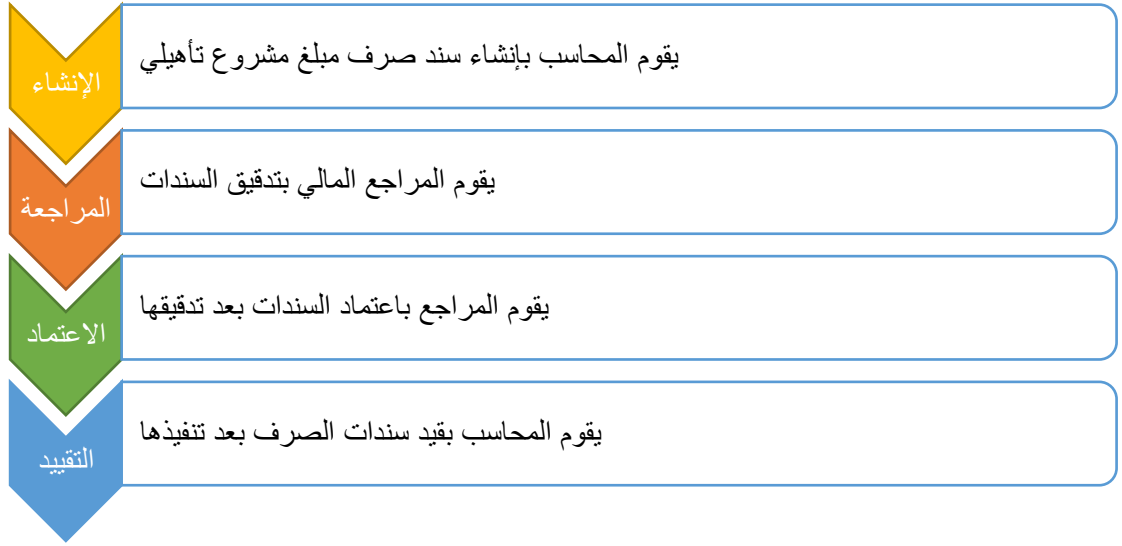 الإنشاء
يقوم المحاسب بإنشاء سند صرف مبلغ مشروع تأهيلي
المراجعة
يقوم المراجع المالي بتدقيق السندات
الاعتماد
يقوم المراجع باعتماد السندات بعد تدقيقها
التقييد
يقوم المحاسب بقيد سندات الصرف بعد تنفيذها